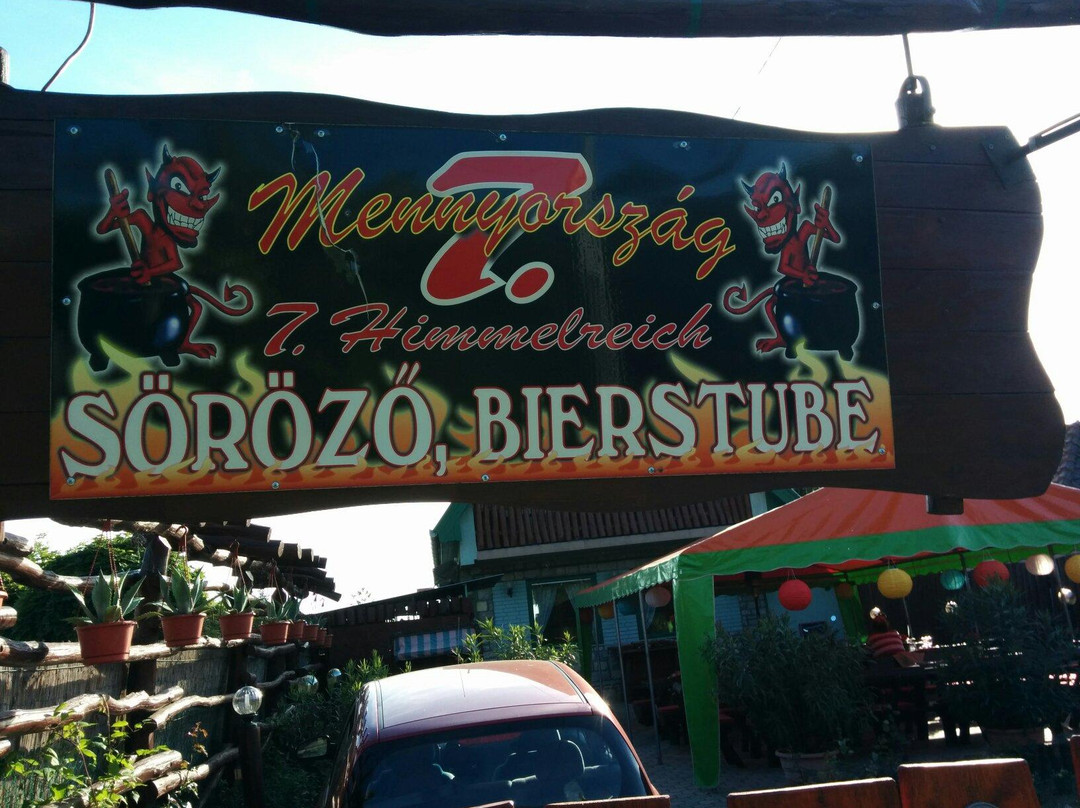 7.
Mennyország
7. Himmelreich
SÖRÖZŐ, BIERSTUBE